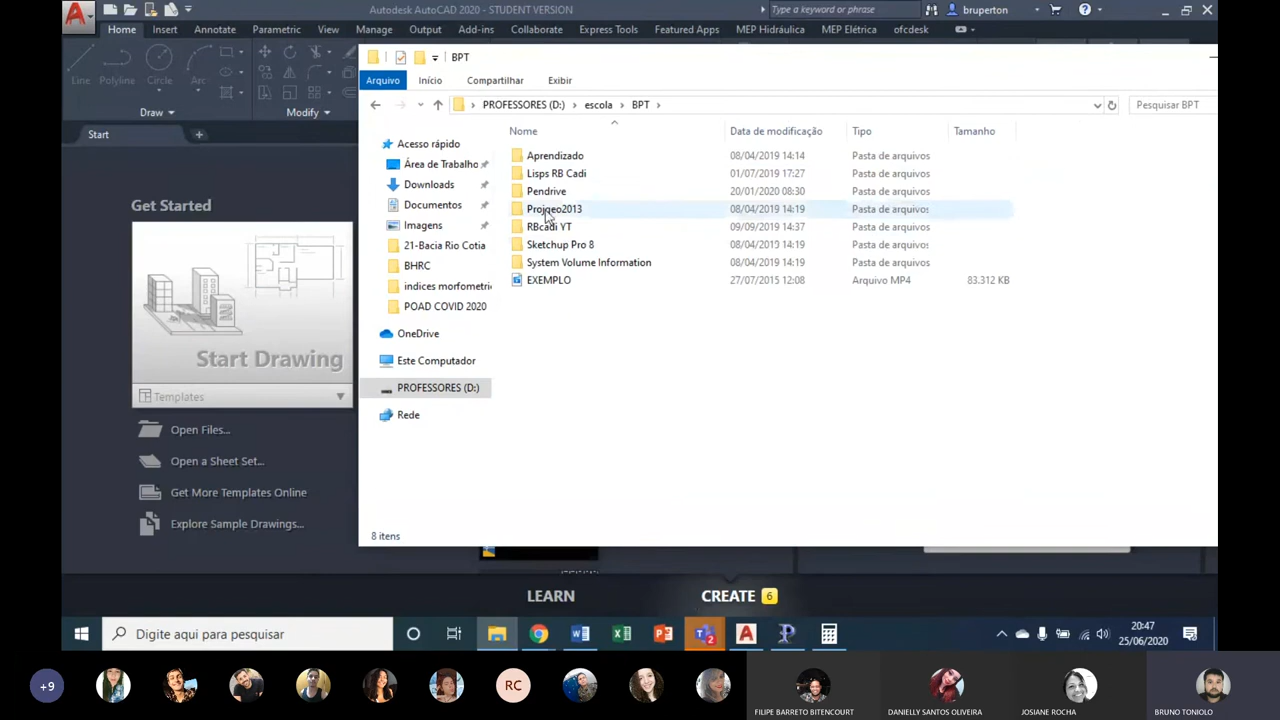 Autodesk AutoCAD 2020 - STUDENT VERSION
Type a keyword or phrase
bruperton
Home Insert Annotate Parametric View Manage Output Add-ins Collaborate Express Tools Featured Apps MEP Hidráulica MEP Elétrica ofcdesk
Line Polyline Circle Arc
Draw Modify
Start
BPT
Arquivo Início Compartilhar Exibir
PROFESSORES (D:) escola BPT
Pesquisar BPT
Nome Data de modificação Tipo Tamanho
Acesso rápido
Área de Trabalho
Downloads
Documentos
Imagens
21-Bacia Rio Cotia
BHRC
indices morfometric
POAD COVID 2020
OneDrive
Este Computador
PROFESSORES (D:)
Rede
Aprendizado 08/04/2019 14:14 Pasta de arquivos
Lisps RB Cadi 01/07/2019 17:27 Pasta de arquivos
Pendrive 20/01/2020 08:30 Pasta de arquivos
Projqeo2013 08/04/2019 14:19 Pasta de arquivos
RBcadi YT 09/09/2019 14:37 Pasta de arquivos
Sketchup Pro 8 08/04/2019 14:19 Pasta de arquivos
System Volume Information 08/04/2019 14:19 Pasta de arquivos
EXEMPLO 27/07/2015 12:08 Arquivo MP4 83.312 KB
8 itens
Get Started
Start Drawing
Templates
Open Files...
Open a Sheet Set...
Get More Templates Online
Explore Sample Drawings...
LEARN CREATE 6
Digite aqui para pesquisar
20:47
25/06/2020
+9
RC
FILIPE BARRETO BITENCOURT
DANIELLY SANTOS OLIVEIRA
JOSIANE ROCHA
BRUNO TONIOLO